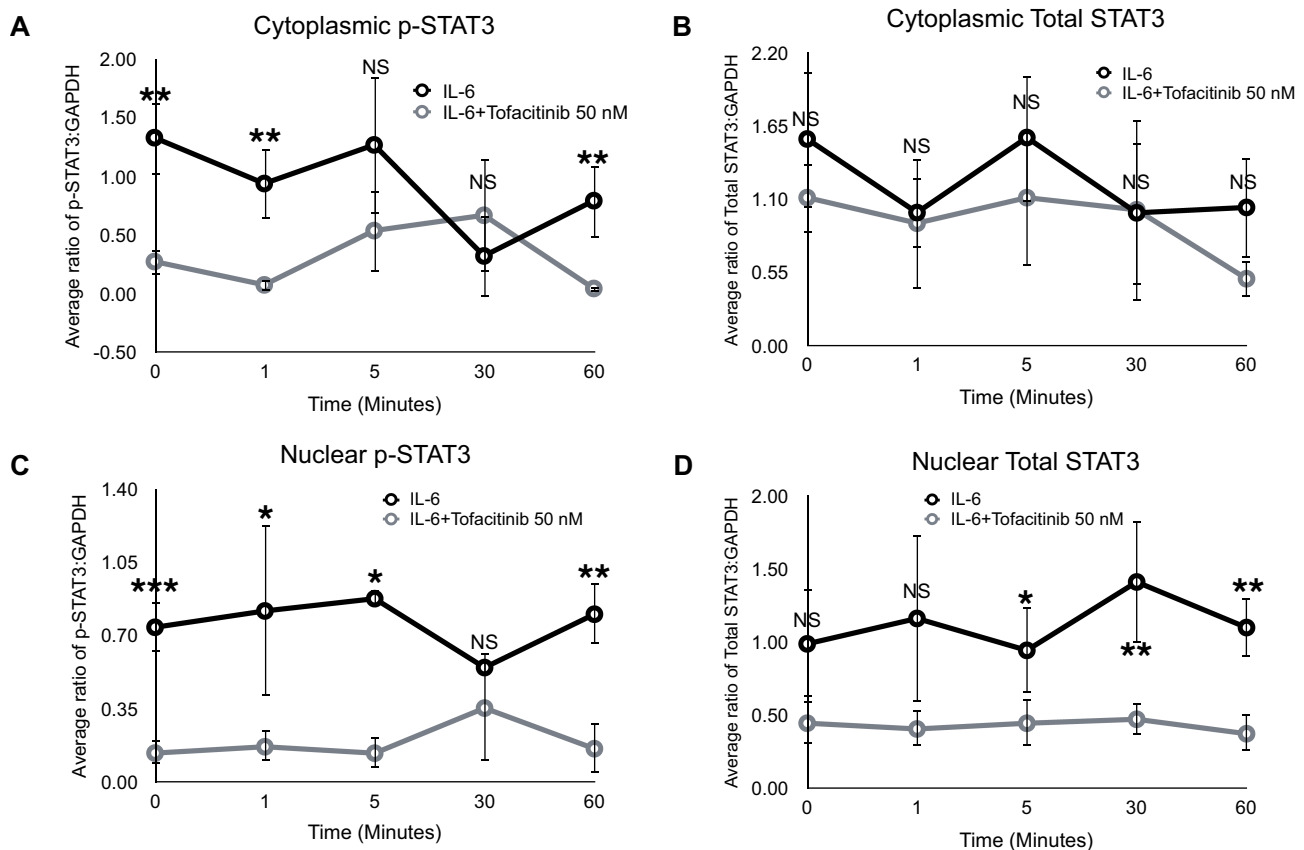 A
Cytoplasmic p-STAT3
Average ratio of p-STAT3:GAPDH
2.00
1.50
1.00
0.50
0.00
-0.50
IL-6
IL-6+Tofacitinib 50 nM
**
**
NS
NS
**
0 1 5 30 60
Time (Minutes)
B
Cytoplasmic Total STAT3
Average ratio of Total STAT3:GAPDH
2.20
1.65
1.10
0.55
0.00
IL-6
IL-6+Tofacitinib 50 nM
NS
NS
NS
NS
NS
0 1 5 30 60
Time (Minutes)
C
Nuclear p-STAT3
Average ratio of p-STAT3:GAPDH
1.40
1.05
0.70
0.35
0.00
IL-6
IL-6+Tofacitinib 50 nM
***
*
*
NS
**
0 1 5 30 60
Time (Minutes)
D
Nuclear Total STAT3
Average ratio of Total STAT3:GAPDH
2.00
1.50
1.00
0.50
0.00
IL-6
IL-6+Tofacitinib 50 nM
NS
NS
*
**
**
0 1 5 30 60
Time (Minutes)